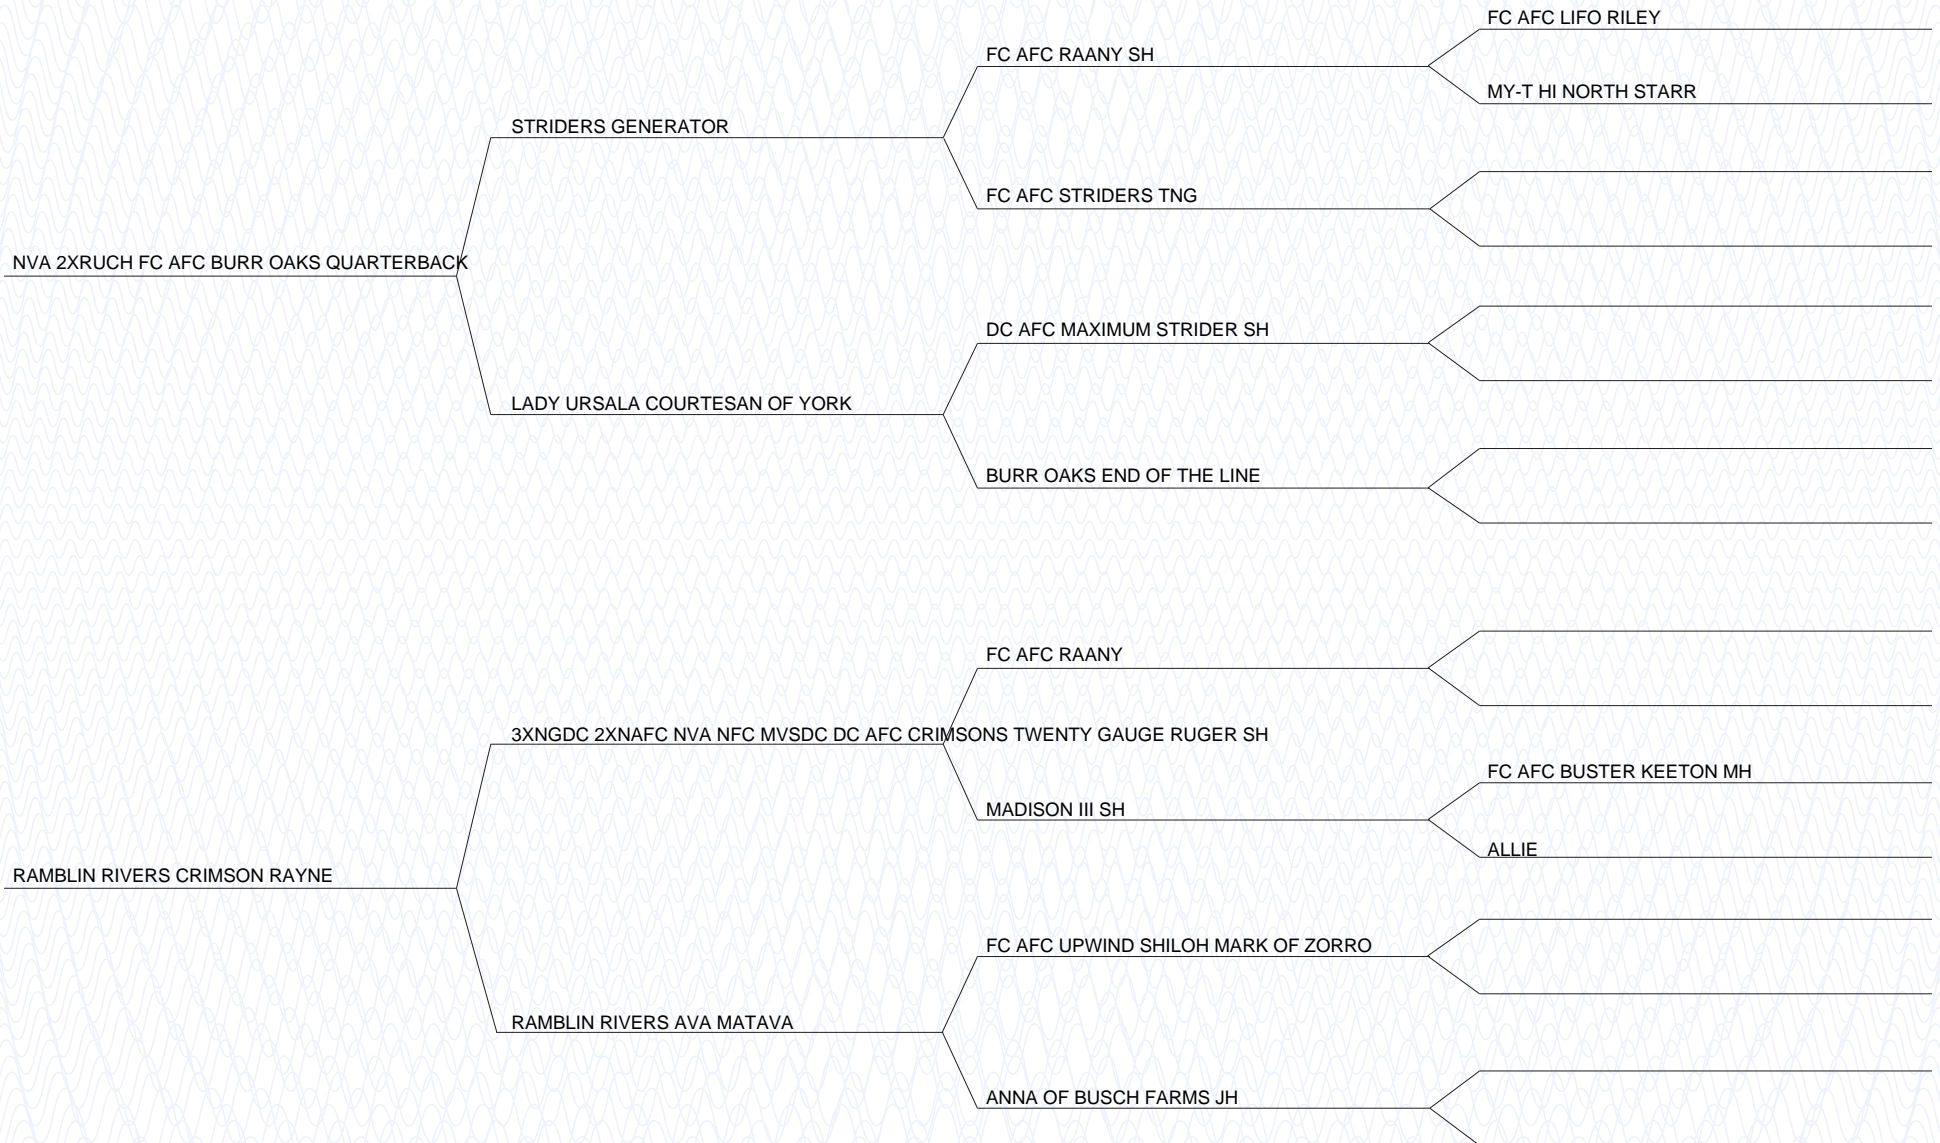 FC AFC LIFO RILEY
FC AFC RAANY SH
MY-T HI NORTH STARR
STRIDERS GENERATOR
FC AFC STRIDERS TNG
NVA 2XRUCH FC AFC BURR OAKS QUARTERBACK
DC AFC MAXIMUM STRIDER SH
LADY URSALA COURTESAN OF YORK
BURR OAKS END OF THE LINE
FC AFC RAANY
3XNGDC 2XNAFC NVA NFC MVSDC DC AFC CRIMSONS TWENTY GAUGE RUGER SH
FC AFC BUSTER KEETON MH
MADISON III SH
ALLIE
RAMBLIN RIVERS CRIMSON RAYNE
FC AFC UPWIND SHILOH MARK OF ZORRO
RAMBLIN RIVERS AVA MATAVA
ANNA OF BUSCH FARMS JH